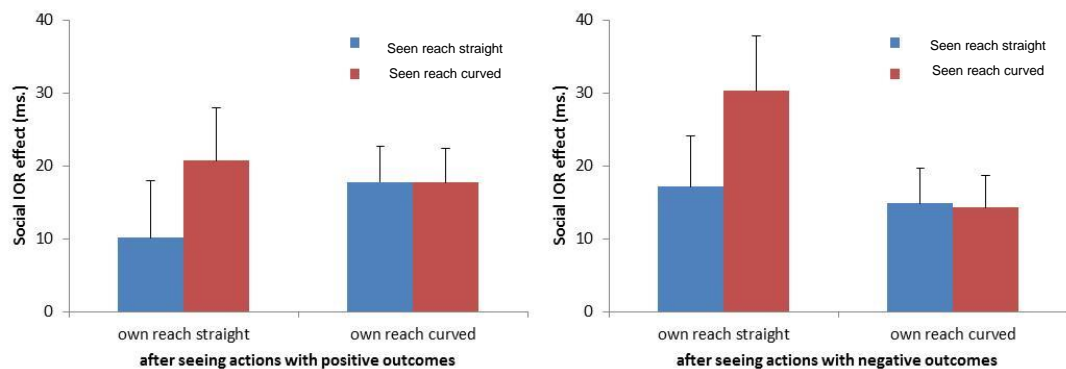 Social IOR effect (ms.)
40
30
20
10
0
Seen reach straight
Seen reach curved
own reach straight
own reach curved
after seeing actions with positive outcomes
Social IOR effect (ms.)
40
30
20
10
0
Seen reach straight
Seen reach curved
own reach straight
own reach curved
after seeing actions with negative outcomes